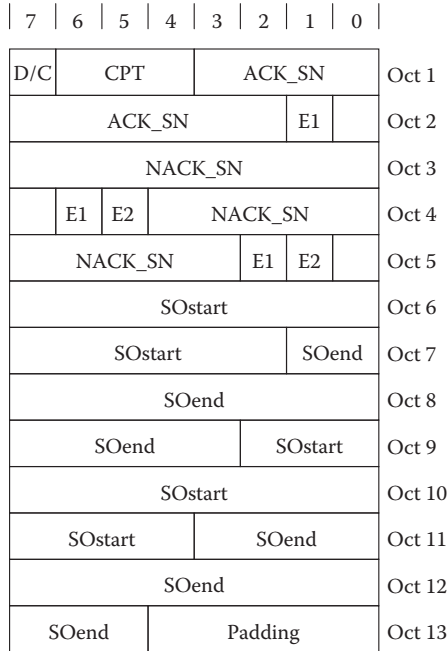 | 7 | 6 | 5 | 4 | 3 | 2 | 1 | 0 |
D/C CPT ACK_SN Oct 1
ACK_SN E1 Oct 2
NACK_SN Oct 3
E1 E2 NACK_SN Oct 4
NACK_SN E1 E2 Oct 5
SOstart Oct 6
SOstart SOend Oct 7
SOend Oct 8
SOend SOstart Oct 9
SOstart Oct 10
SOstart SOend Oct 11
SOend Oct 12
SOend Padding Oct 13